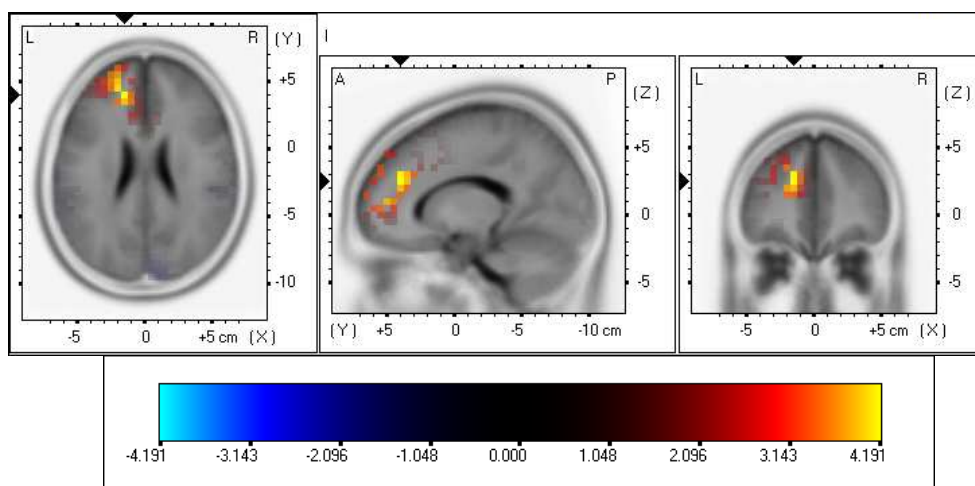 L R (Y)
+5
0
-5
-10
-5 0 +5 cm (X)
I
A P (Z)
+5
0
-5
(Y) +5 0 -5 -10 cm
L R (Z)
+5
0
-5
-5 0 +5 cm (X)
-4.191 -3.143 -2.096 -1.048 0.000 1.048 2.096 3.143 4.191